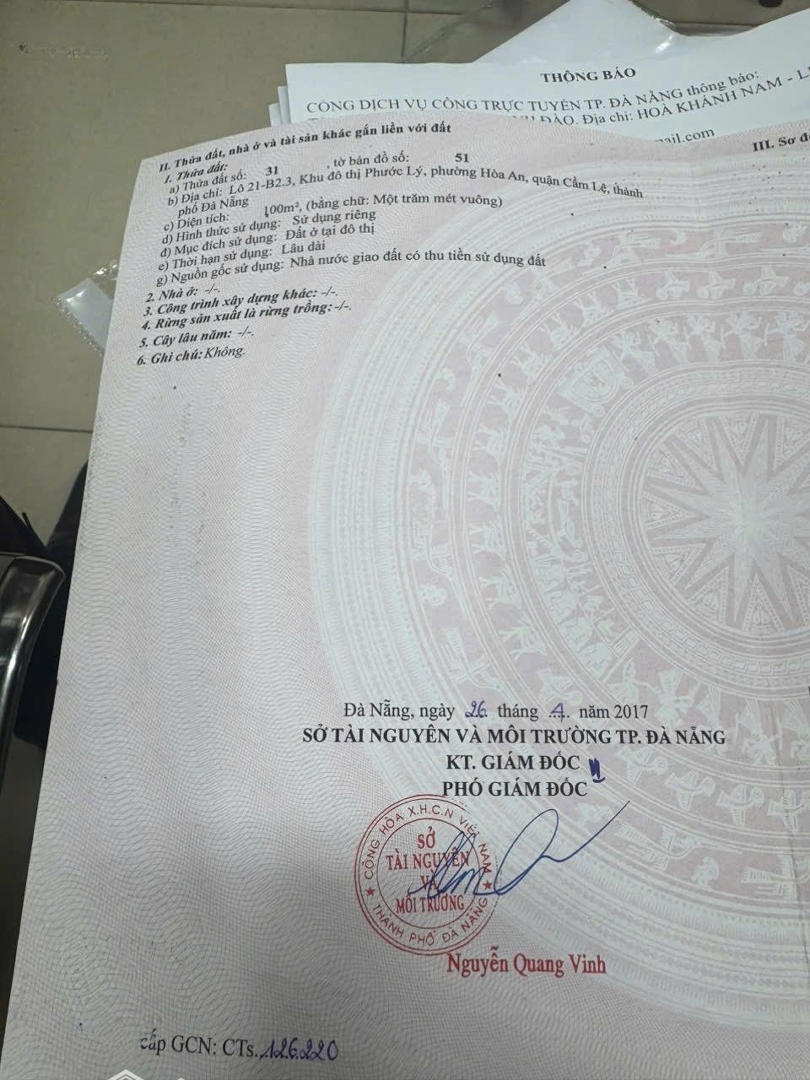 THÔNG BÁO
CỔNG DỊCH VỤ CÔNG TRỰC TUYẾN TP. ĐÀ NẴNG thông báo:
ĐÀO. Địa chỉ: HOÀ KHÁNH NAM - LI
ail.com
II. Thửa đất, nhà ở và tài sản khác gắn liền với đất
III. Sơ đ
1. Thửa đất:
a) Thửa đất số: 31 , tờ bản đồ số: 51
b) Địa chỉ: Lô 21-B2.3, Khu đô thị Phước Lý, phường Hòa An, quận Cẩm Lệ, thành
phố Đà Nẵng
c) Diện tích: 100m², (bằng chữ: Một trăm mét vuông)
d) Hình thức sử dụng: Sử dụng riêng
đ) Mục đích sử dụng: Đất ở tại đô thị
e) Thời hạn sử dụng: Lâu dài
g) Nguồn gốc sử dụng: Nhà nước giao đất có thu tiền sử dụng đất
2. Nhà ở: -/-.
3. Công trình xây dựng khác: -/-.
4. Rừng sản xuất là rừng trồng: -/-.
5. Cây lâu năm: -/-.
6. Ghi chú: Không.
Đà Nẵng, ngày 26 tháng 4 năm 2017
SỞ TÀI NGUYÊN VÀ MÔI TRƯỜNG TP. ĐÀ NẴNG
KT. GIÁM ĐỐC
PHÓ GIÁM ĐỐC
CỘNG HÒA X.H.C.N VIỆT NAM
SỞ
TÀI NGUYÊN
VÀ
MÔI TRƯỜNG
THÀNH PHỐ ĐÀ NẴNG
Nguyễn Quang Vinh
cấp GCN: CTs.126220